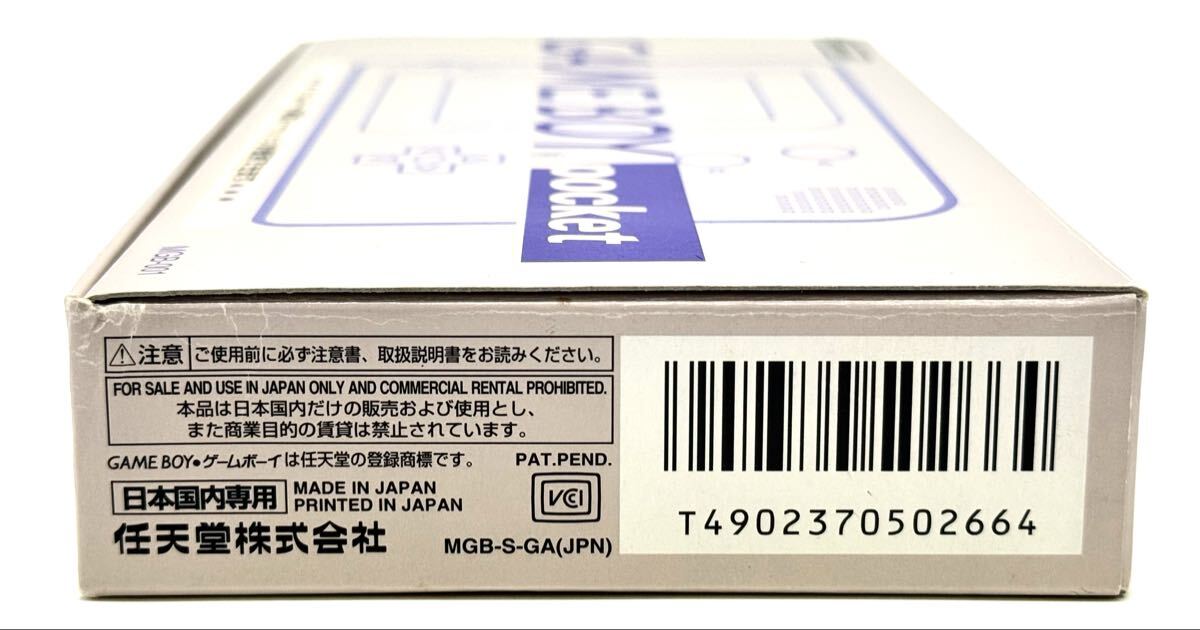 GAME BOY
pocket
MGB-001
注意
ご使用前に必ず注意書、取扱説明書をお読みください。
FOR SALE AND USE IN JAPAN ONLY AND COMMERCIAL RENTAL PROHIBITED.
本品は日本国内だけの販売および使用とし、
また商業目的の賃貸は禁止されています。
GAME BOY•ゲームボーイは任天堂の登録商標です。
PAT.PEND.
日本国内専用
MADE IN JAPAN
PRINTED IN JAPAN
VCI
任天堂株式会社
MGB-S-GA(JPN)
T4902370502664